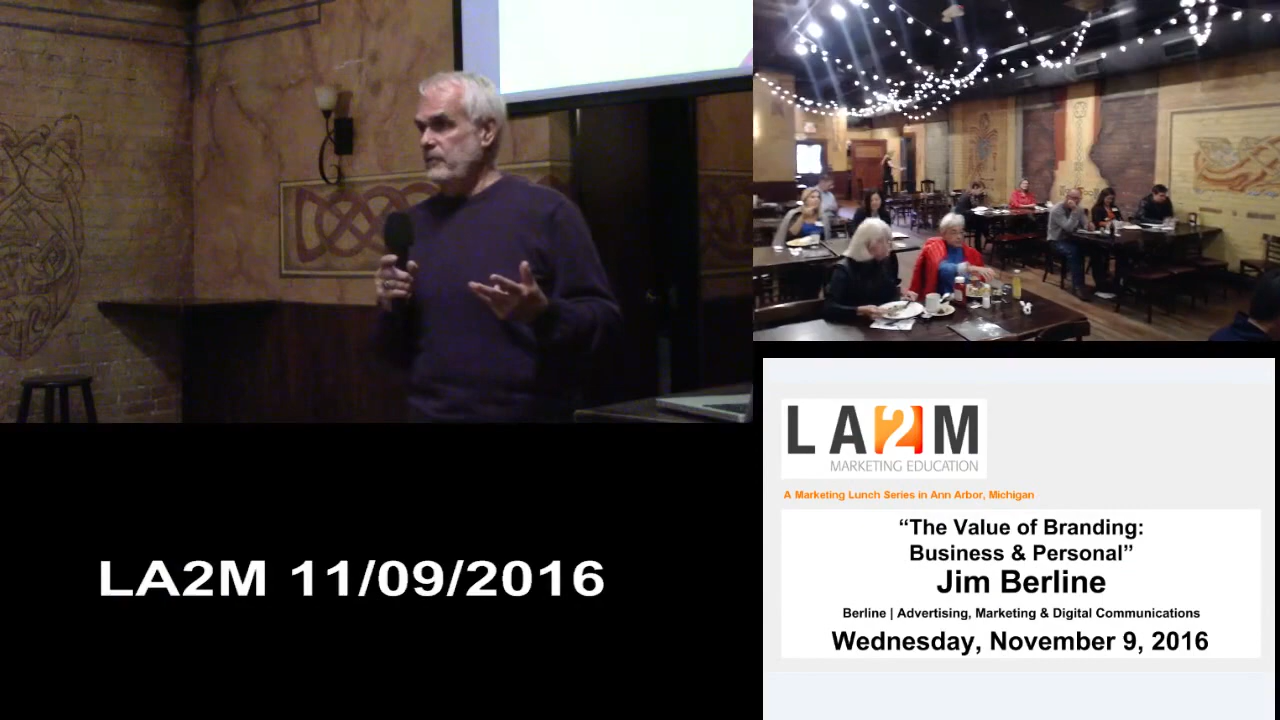 LA2M
MARKETING EDUCATION
A Marketing Lunch Series in Ann Arbor, Michigan
“The Value of Branding:
Business & Personal”
Jim Berline
Berline | Advertising, Marketing & Digital Communications
Wednesday, November 9, 2016
LA2M 11/09/2016